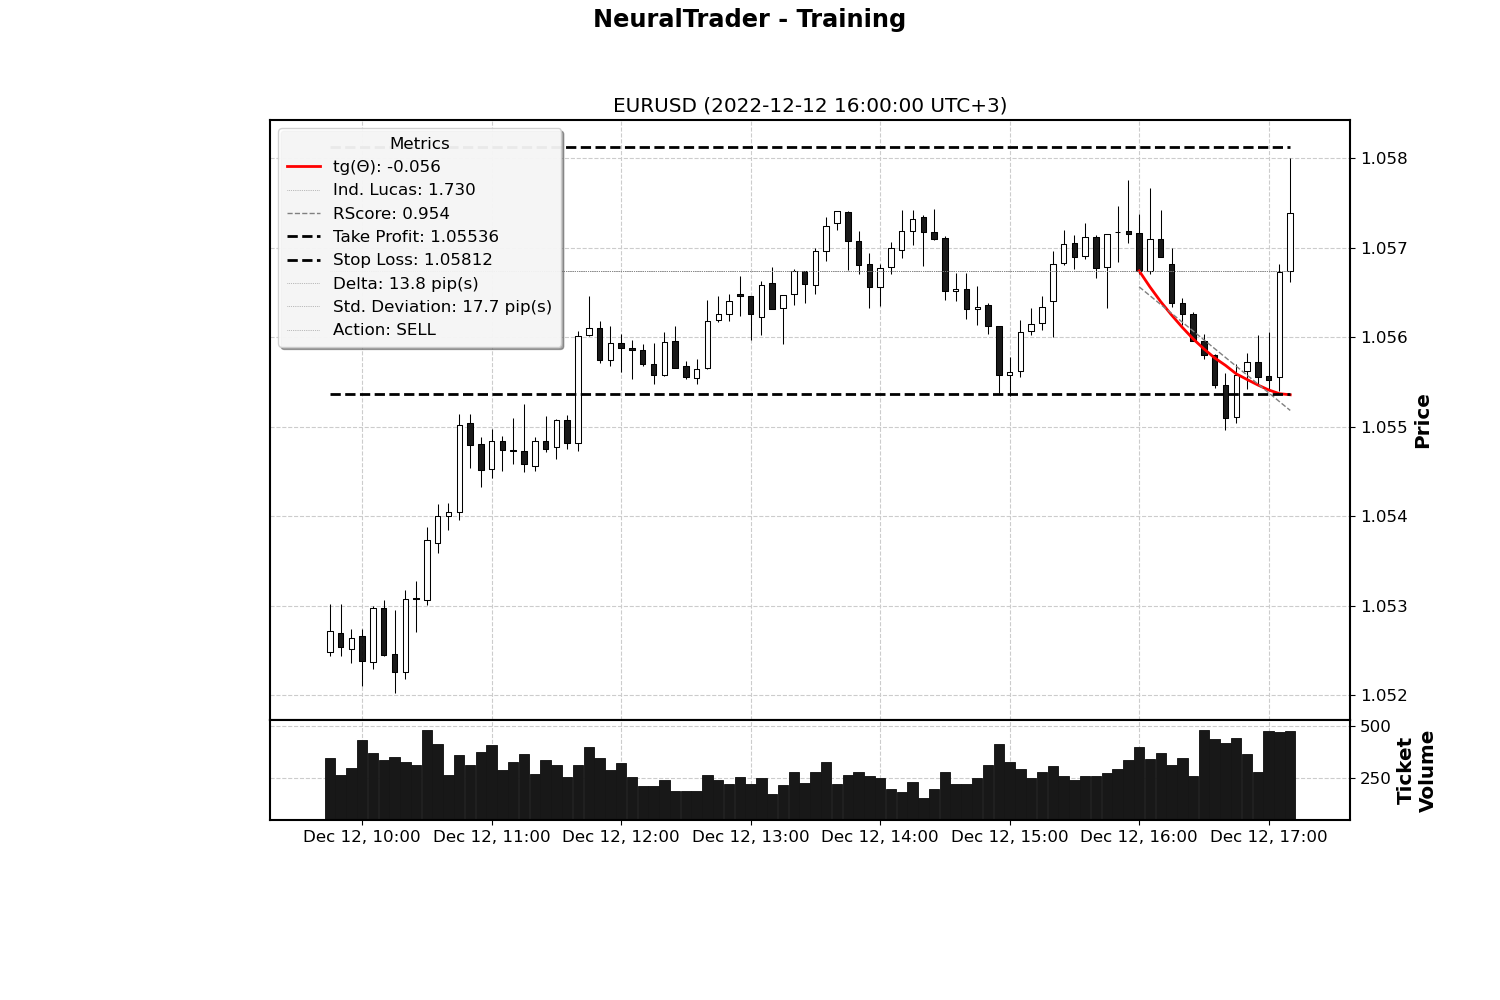 NeuralTrader - Training
EURUSD (2022-12-12 16:00:00 UTC+3)
Metrics
tg(Θ): -0.056
Ind. Lucas: 1.730
RScore: 0.954
Take Profit: 1.05536
Stop Loss: 1.05812
Delta: 13.8 pip(s)
Std. Deviation: 17.7 pip(s)
Action: SELL
1.058
1.057
1.056
1.055
1.054
1.053
1.052
Price
500
250
Ticket
Volume
Dec 12, 10:00 Dec 12, 11:00 Dec 12, 12:00 Dec 12, 13:00 Dec 12, 14:00 Dec 12, 15:00 Dec 12, 16:00 Dec 12, 17:00